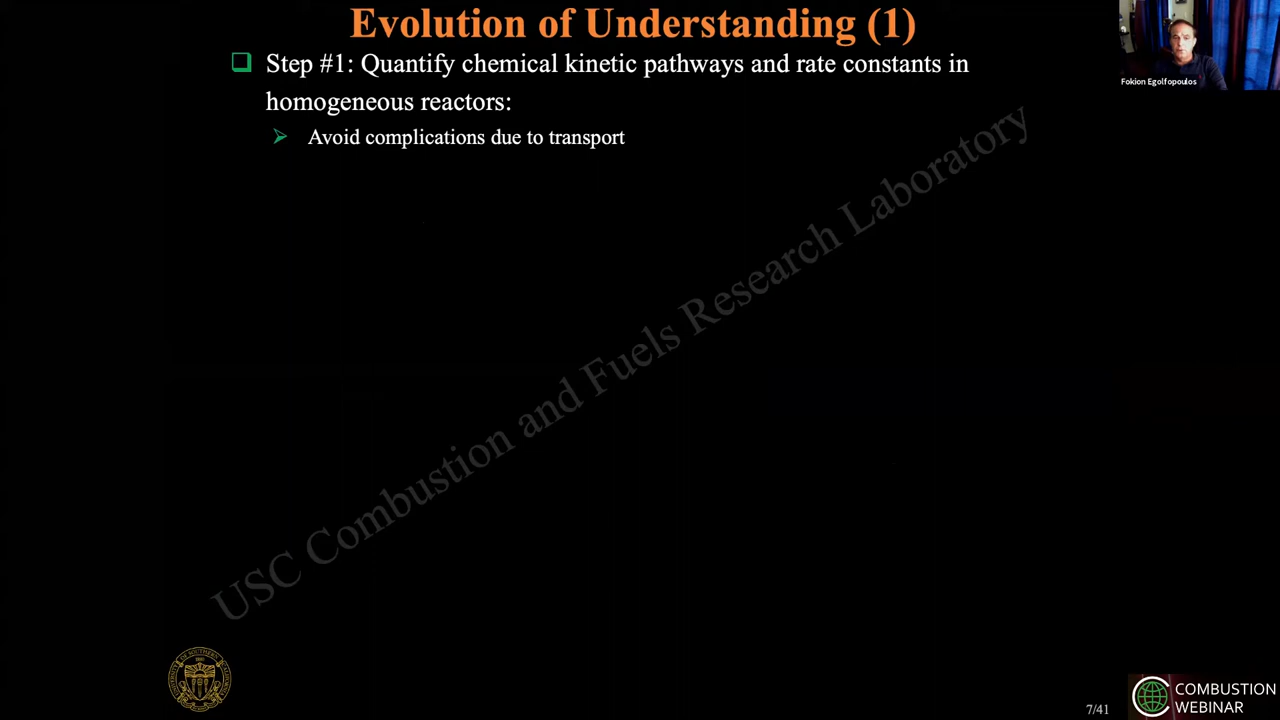 Evolution of Understanding (1)
Fokion Egolfopoulos
❑ Step #1: Quantify chemical kinetic pathways and rate constants in
homogeneous reactors:
➢ Avoid complications due to transport
USC Combustion and Fuels Research Laboratory
7/41
COMBUSTION
WEBINAR